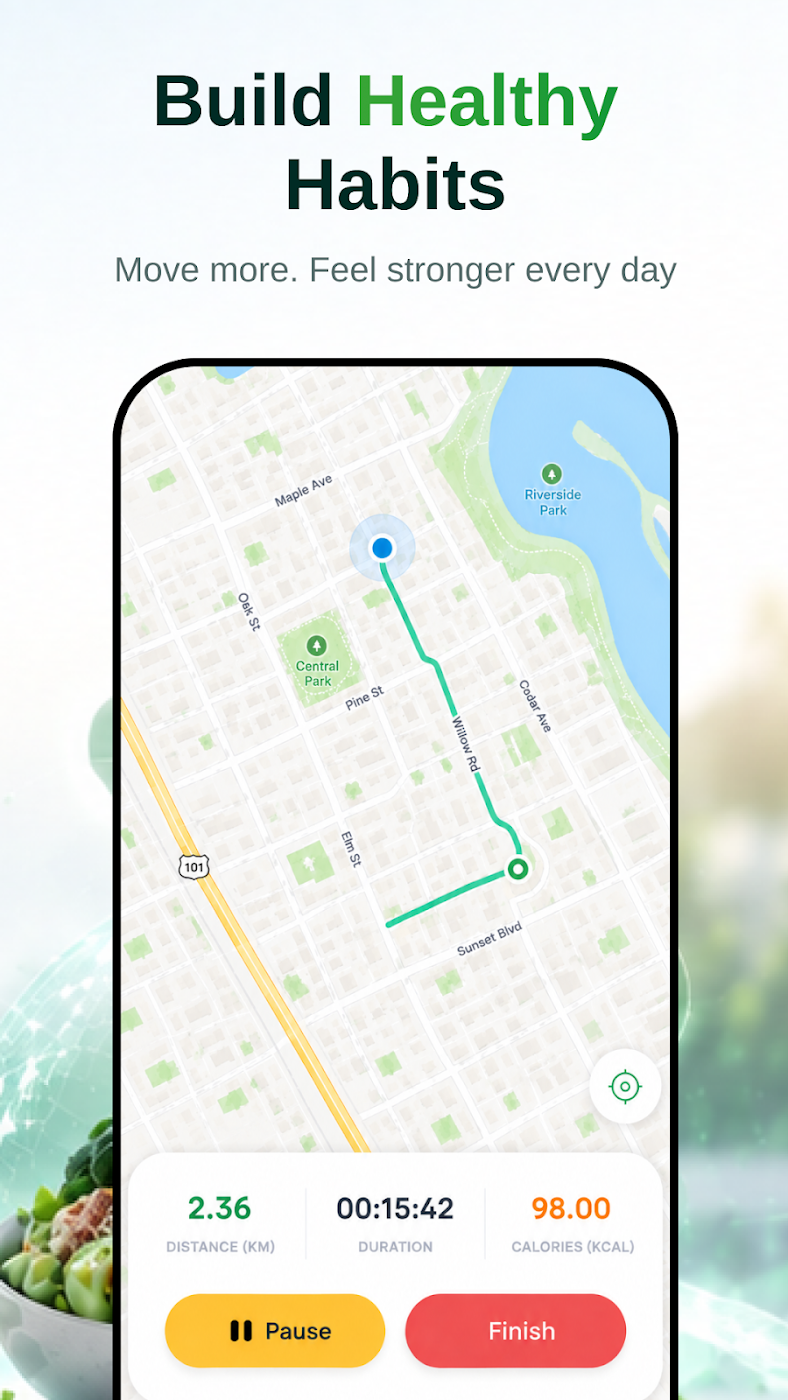 Build Healthy
Habits
Move more. Feel stronger every day
Maple Ave
Riverside
Park
Oak St
Central
Park
Pine St
Codar Ave
Willow Rd
Elm St
101
Sunset Blvd
2.36
00:15:42
98.00
DISTANCE (KM)
DURATION
CALORIES (KCAL)
Pause
Finish